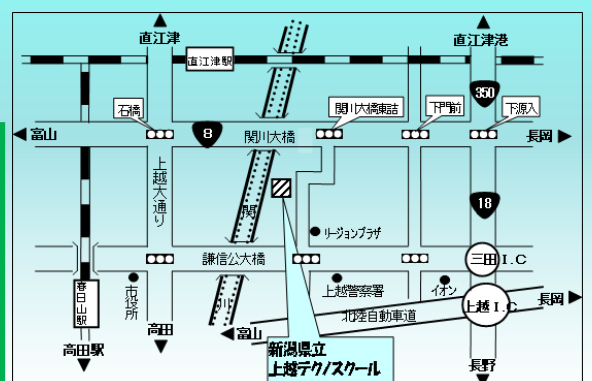 直江津
直江津港
直江津駅
350
石橋
関川大橋東詰
下門前
下源入
富山
8
関川大橋
長岡
上越大通り
18
関
リージョンプラザ
謙信公大橋
三田I.C
春日山駅
市役所
川
上越警察署
イオン
上越I.C
長岡
高田
富山
北陸自動車道
高田駅
新潟県立
上越テクノスクール
長野